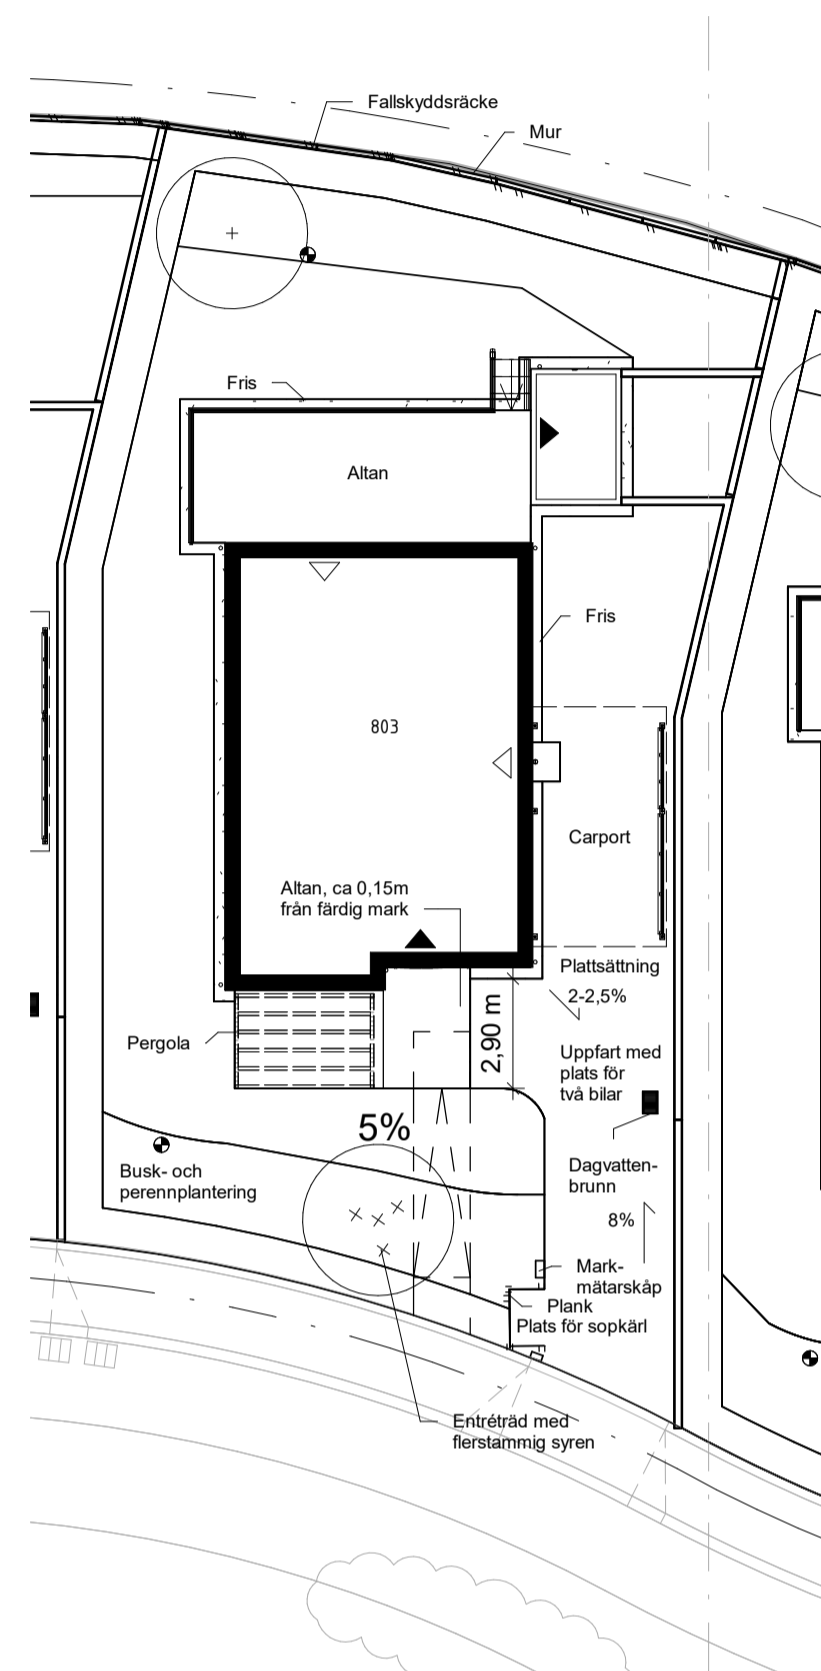 Fallskyddsräcke
Mur
Fris
Altan
Fris
803
Carport
Altan, ca 0,15m
från färdig mark
Plattsättning
2-2,5%
2,90 m
Pergola
Uppfart med
plats för
två bilar
5%
Busk- och
perennplantering
Dagvatten-
brunn
8%
Mark-
mätarskåp
Plank
Plats för sopkärl
Entréträd med
flerstammig syren